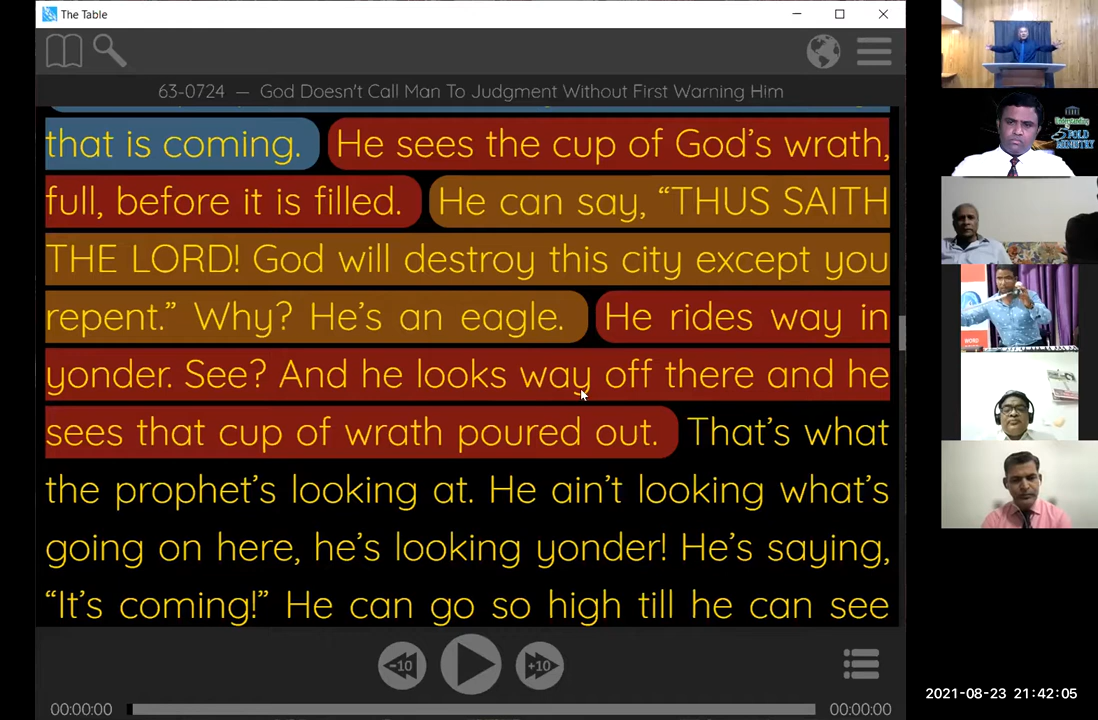 The Table
63-0724 — God Doesn't Call Man To Judgment Without First Warning Him
that is coming. He sees the cup of God's wrath,
full, before it is filled. He can say, “THUS SAITH
THE LORD! God will destroy this city except you
repent.” Why? He's an eagle. He rides way in
yonder. See? And he looks way off there and he
sees that cup of wrath poured out. That's what
the prophet's looking at. He ain't looking what's
going on here, he's looking yonder! He's saying,
“It's coming!” He can go so high till he can see
-10
+10
00:00:00
00:00:00
Understanding
5 FOLD
MINISTRY
WORD
2021-08-23 21:42:05